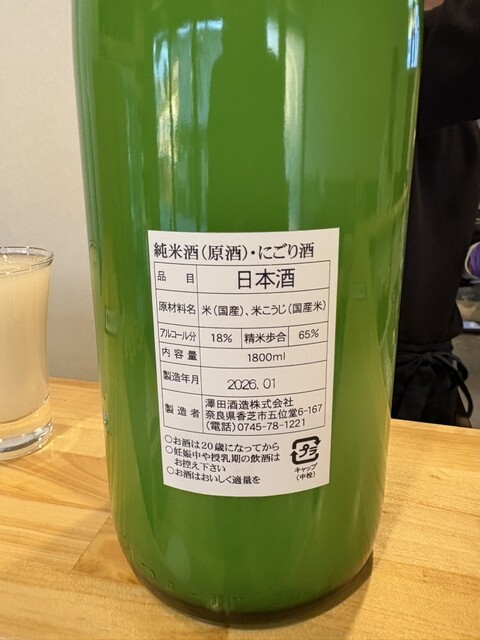 純米酒(原酒)・にごり酒
品目 日本酒
原材料名 米(国産)、米こうじ(国産米)
アルコール分 18% 精米歩合 65%
内容量 1800ml
製造年月 2026.01
製造者 澤田酒造株式会社
奈良県香芝市五位堂6-167
(電話)0745-78-1221
○お酒は20歳になってから
○妊娠中や授乳期の飲酒は
お控え下さい
○お酒はおいしく適量を
プラ
キャップ
(中栓)